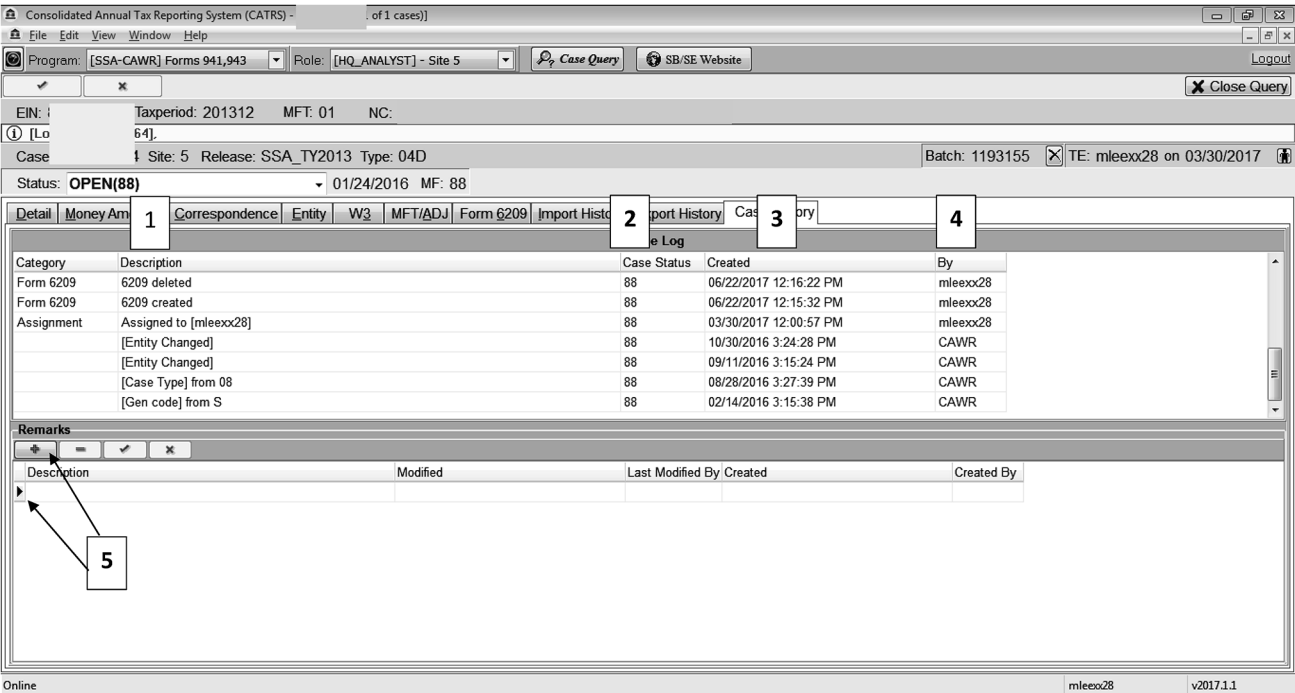 Consolidated Annual Tax Reporting System (CATRS) - of 1 cases)]
File Edit View Window Help
Program: [SSA-CAWR] Forms 941,943 Role: [HQ_ANALYST] - Site 5 Case Query SB/SE Website Logout
Close Query
EIN: Taxperiod: 201312 MFT: 01 NC:
[Lo 64],
Case Site: 5 Release: SSA_TY2013 Type: 04D Batch: 1193155 TE: mleexx28 on 03/30/2017
Status: OPEN(88) 01/24/2016 MF: 88
Detail Money Am Correspondence Entity W3 MFT/ADJ Form 6209 Import Histo port History Cas ory
1 2 3 4
e Log
Category Description Case Status Created By
Form 6209 6209 deleted 88 06/22/2017 12:16:22 PM mleexx28
Form 6209 6209 created 88 06/22/2017 12:15:32 PM mleexx28
Assignment Assigned to [mleexx28] 88 03/30/2017 12:00:57 PM mleexx28
[Entity Changed] 88 10/30/2016 3:24:28 PM CAWR
[Entity Changed] 88 09/11/2016 3:15:24 PM CAWR
[Case Type] from 08 88 08/28/2016 3:27:39 PM CAWR
[Gen code] from S 88 02/14/2016 3:15:38 PM CAWR
Remarks
Description Modified Last Modified By Created Created By
5
Online mleexx28 v2017.1.1